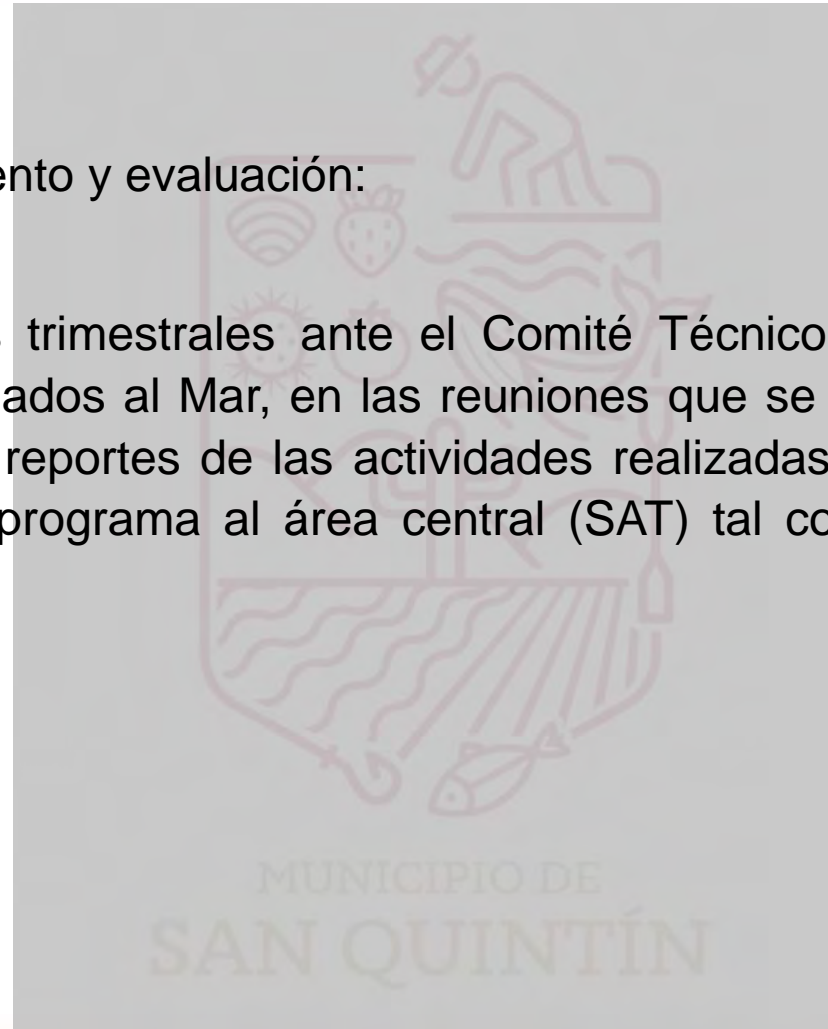 ento y evaluación:
trimestrales ante el Comité Técnico
ados al Mar, en las reuniones que se
reportes de las actividades realizadas
programa al área central (SAT) tal co
MUNICIPIO DE
SAN QUINTÍN